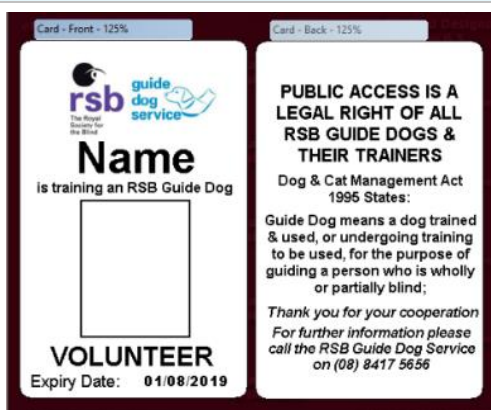 Card - Front - 125%
rsb
The Royal
Society for
the Blind
guide
dog
service
Name
is training an RSB Guide Dog
VOLUNTEER
Expiry Date: 01/08/2019
Card - Back - 125%
PUBLIC ACCESS IS A
LEGAL RIGHT OF ALL
RSB GUIDE DOGS &
THEIR TRAINERS
Dog & Cat Management Act
1995 States:
Guide Dog means a dog trained
& used, or undergoing training
to be used, for the purpose of
guiding a person who is wholly
or partially blind;
Thank you for your cooperation
For further information please
call the RSB Guide Dog Service
on (08) 8417 5656